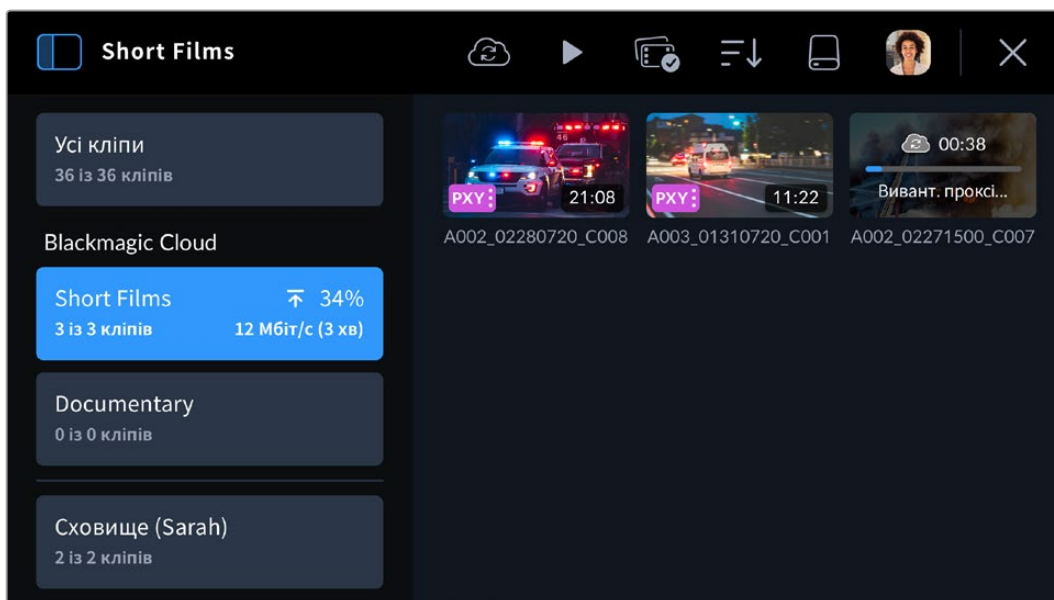 Short Films
Усі кліпи
36 із 36 кліпів
Blackmagic Cloud
Short Films 34%
3 із 3 кліпів 12 Мбіт/с (3 хв)
Documentary
0 із 0 кліпів
Сховище (Sarah)
2 із 2 кліпів
PXY 21:08
A002_02280720_C008
PXY 11:22
A003_01310720_C001
00:38
Вивант. проксі...
A002_02271500_C007